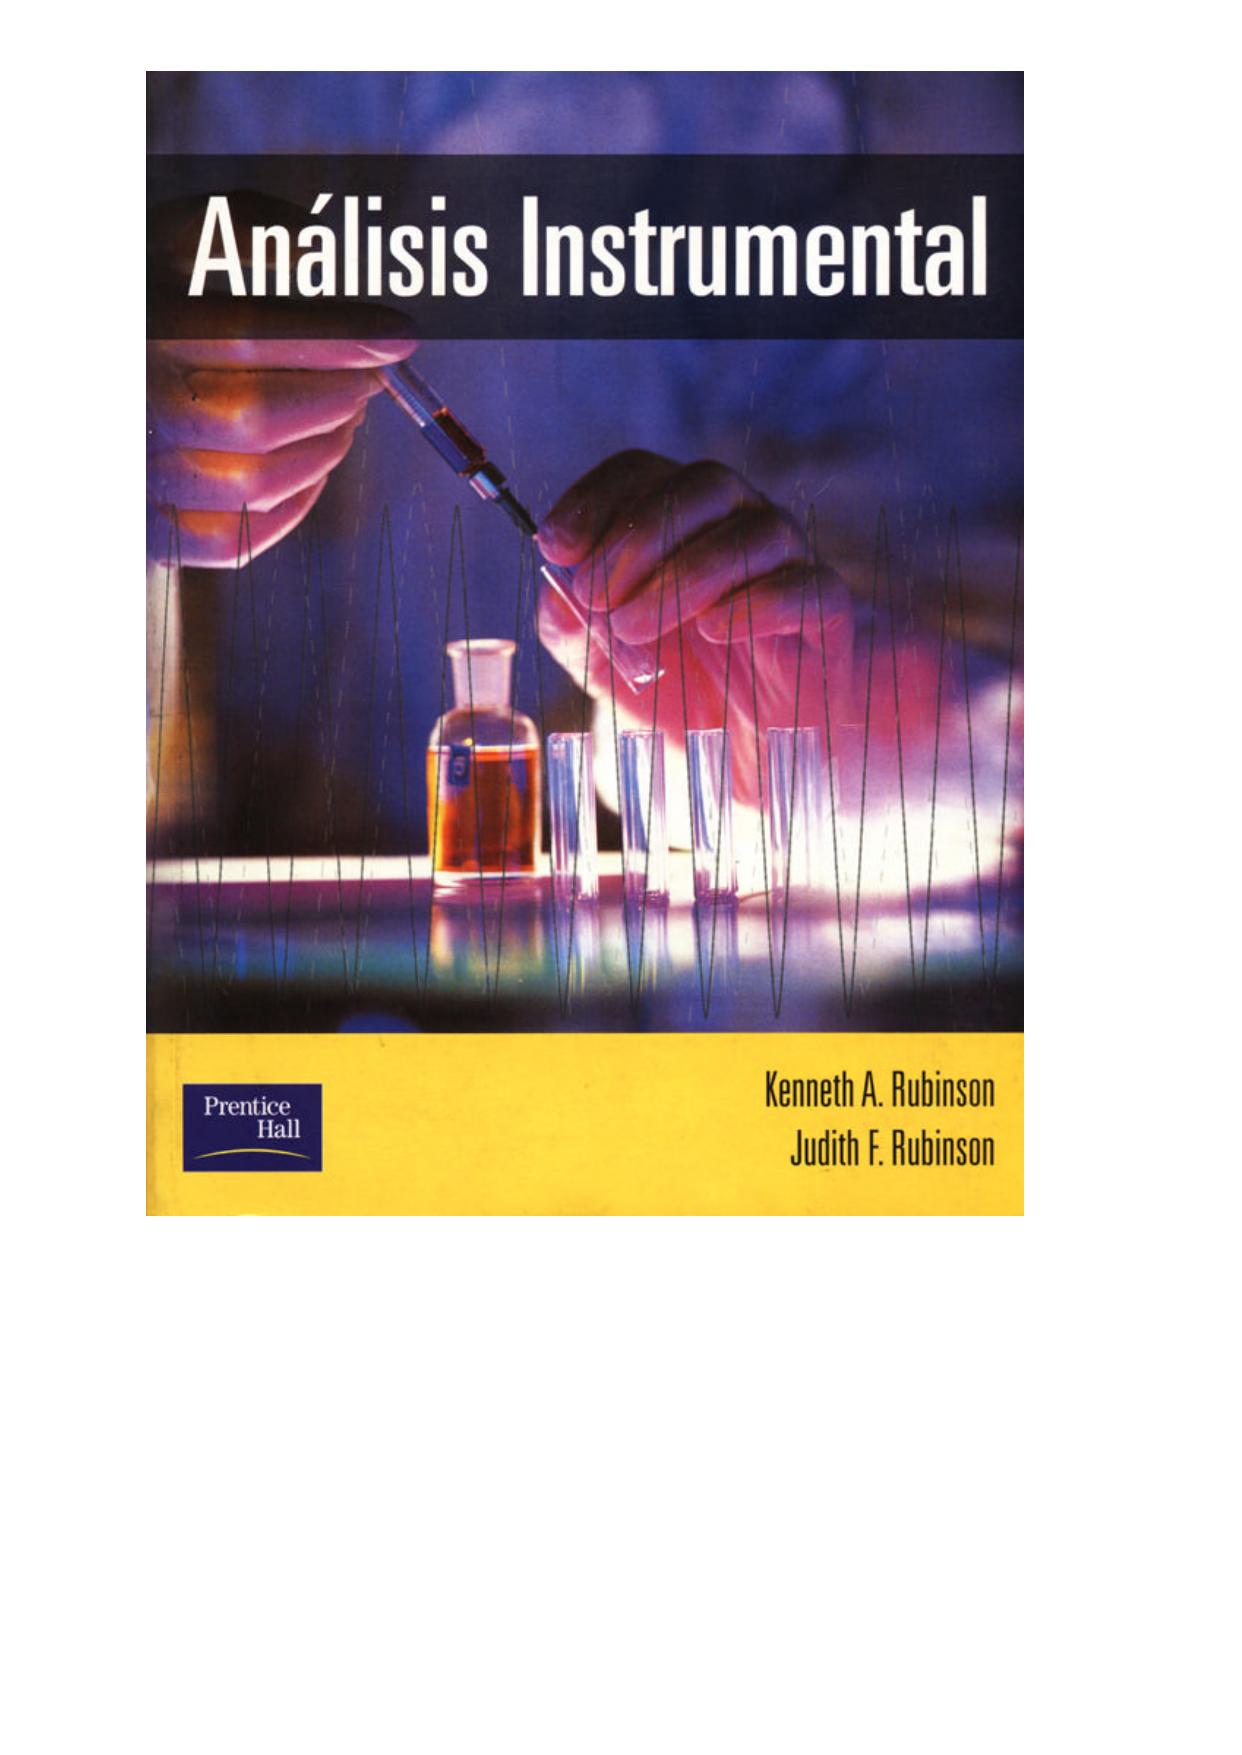 Análisis Instrumental
Prentice
Hall
Kenneth A. Rubinson
Judith F. Rubinson